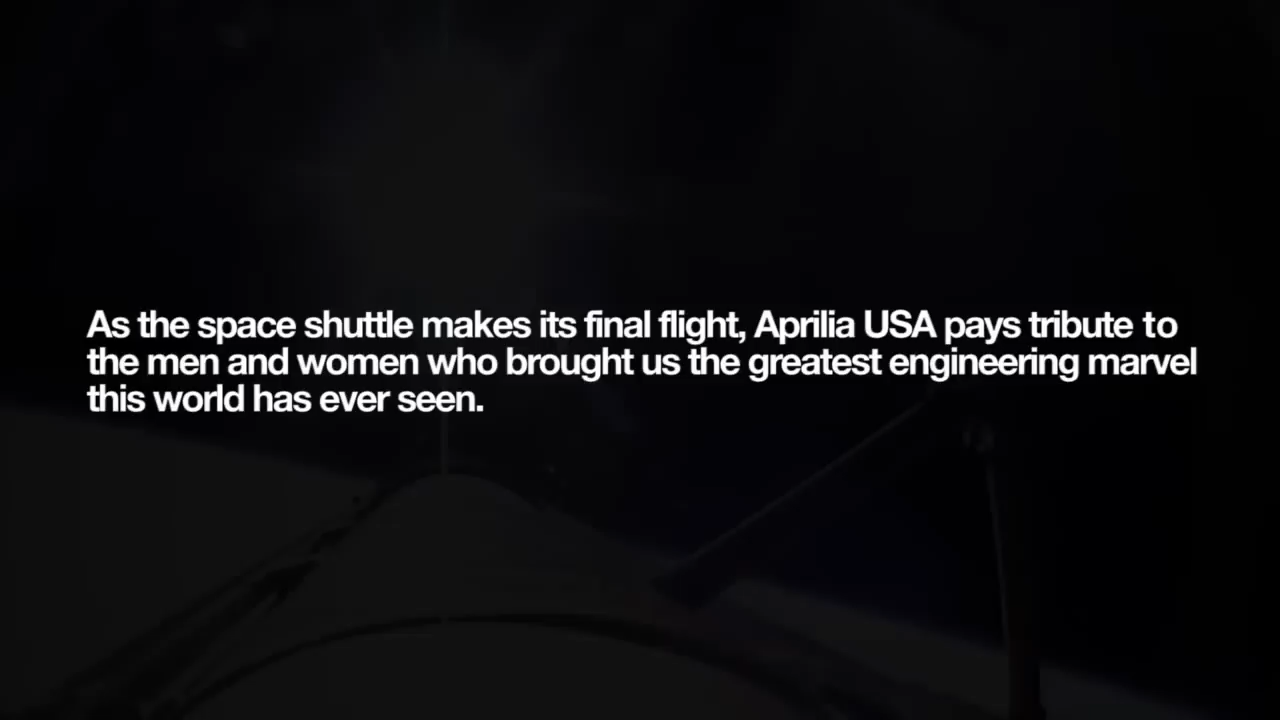 As the space shuttle makes its final flight, Aprilia USA pays tribute to
the men and women who brought us the greatest engineering marvel
this world has ever seen.